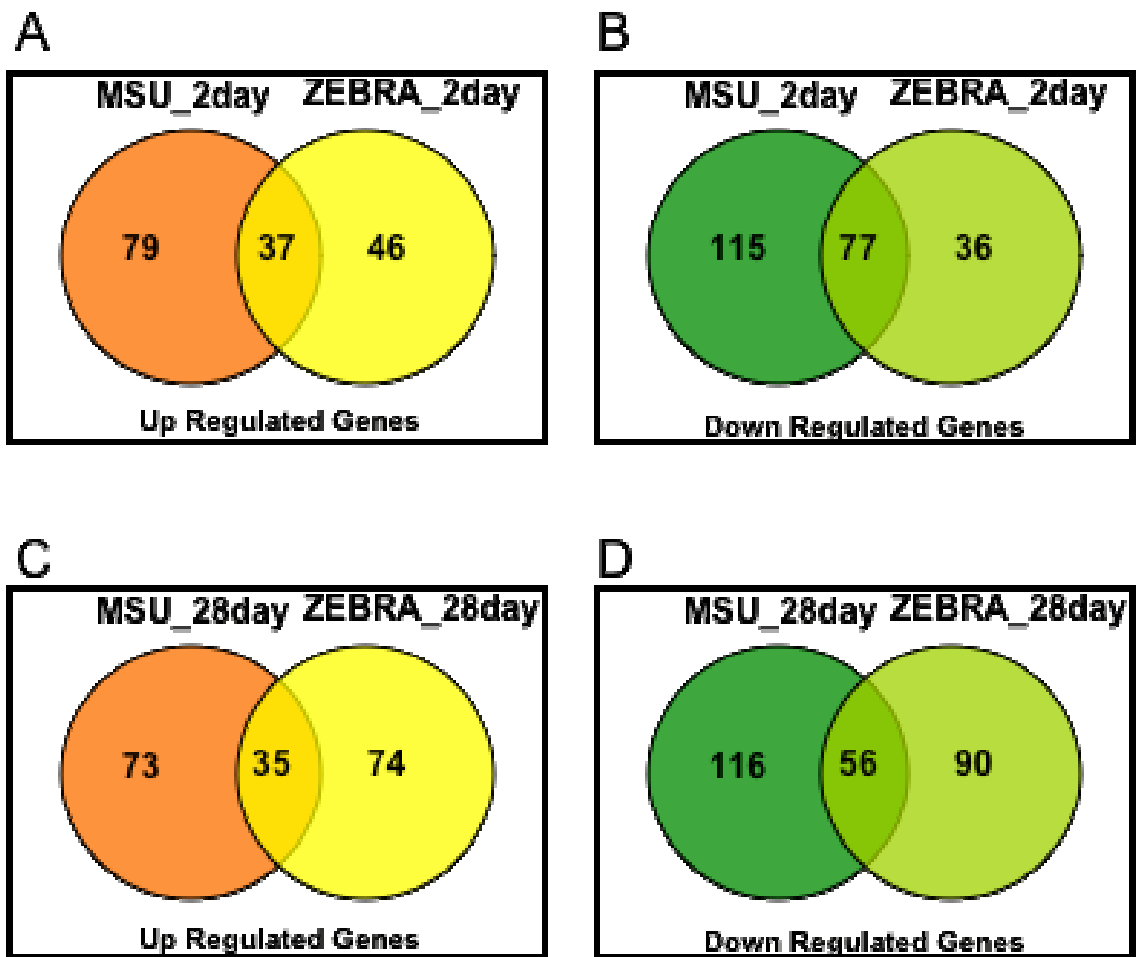 A
MSU_2day ZEBRA_2day
79 37 46
Up Regulated Genes
B
MSU_2day ZEBRA_2day
115 77 36
Down Regulated Genes
C
MSU_28day ZEBRA_28day
73 35 74
Up Regulated Genes
D
MSU_28day ZEBRA_28day
116 56 90
Down Regulated Genes